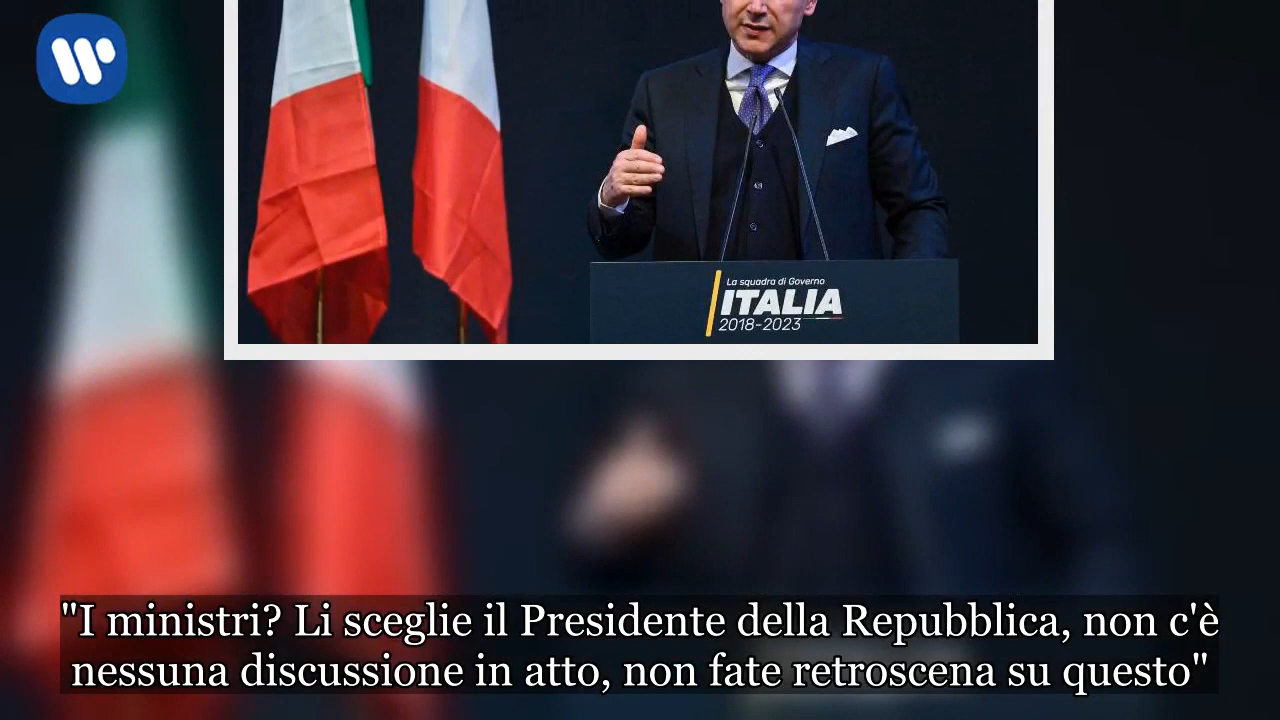 La squadra di Governo
ITALIA
2018-2023
"I ministri? Li sceglie il Presidente della Repubblica, non c'è
nessuna discussione in atto, non fate retroscena su questo"